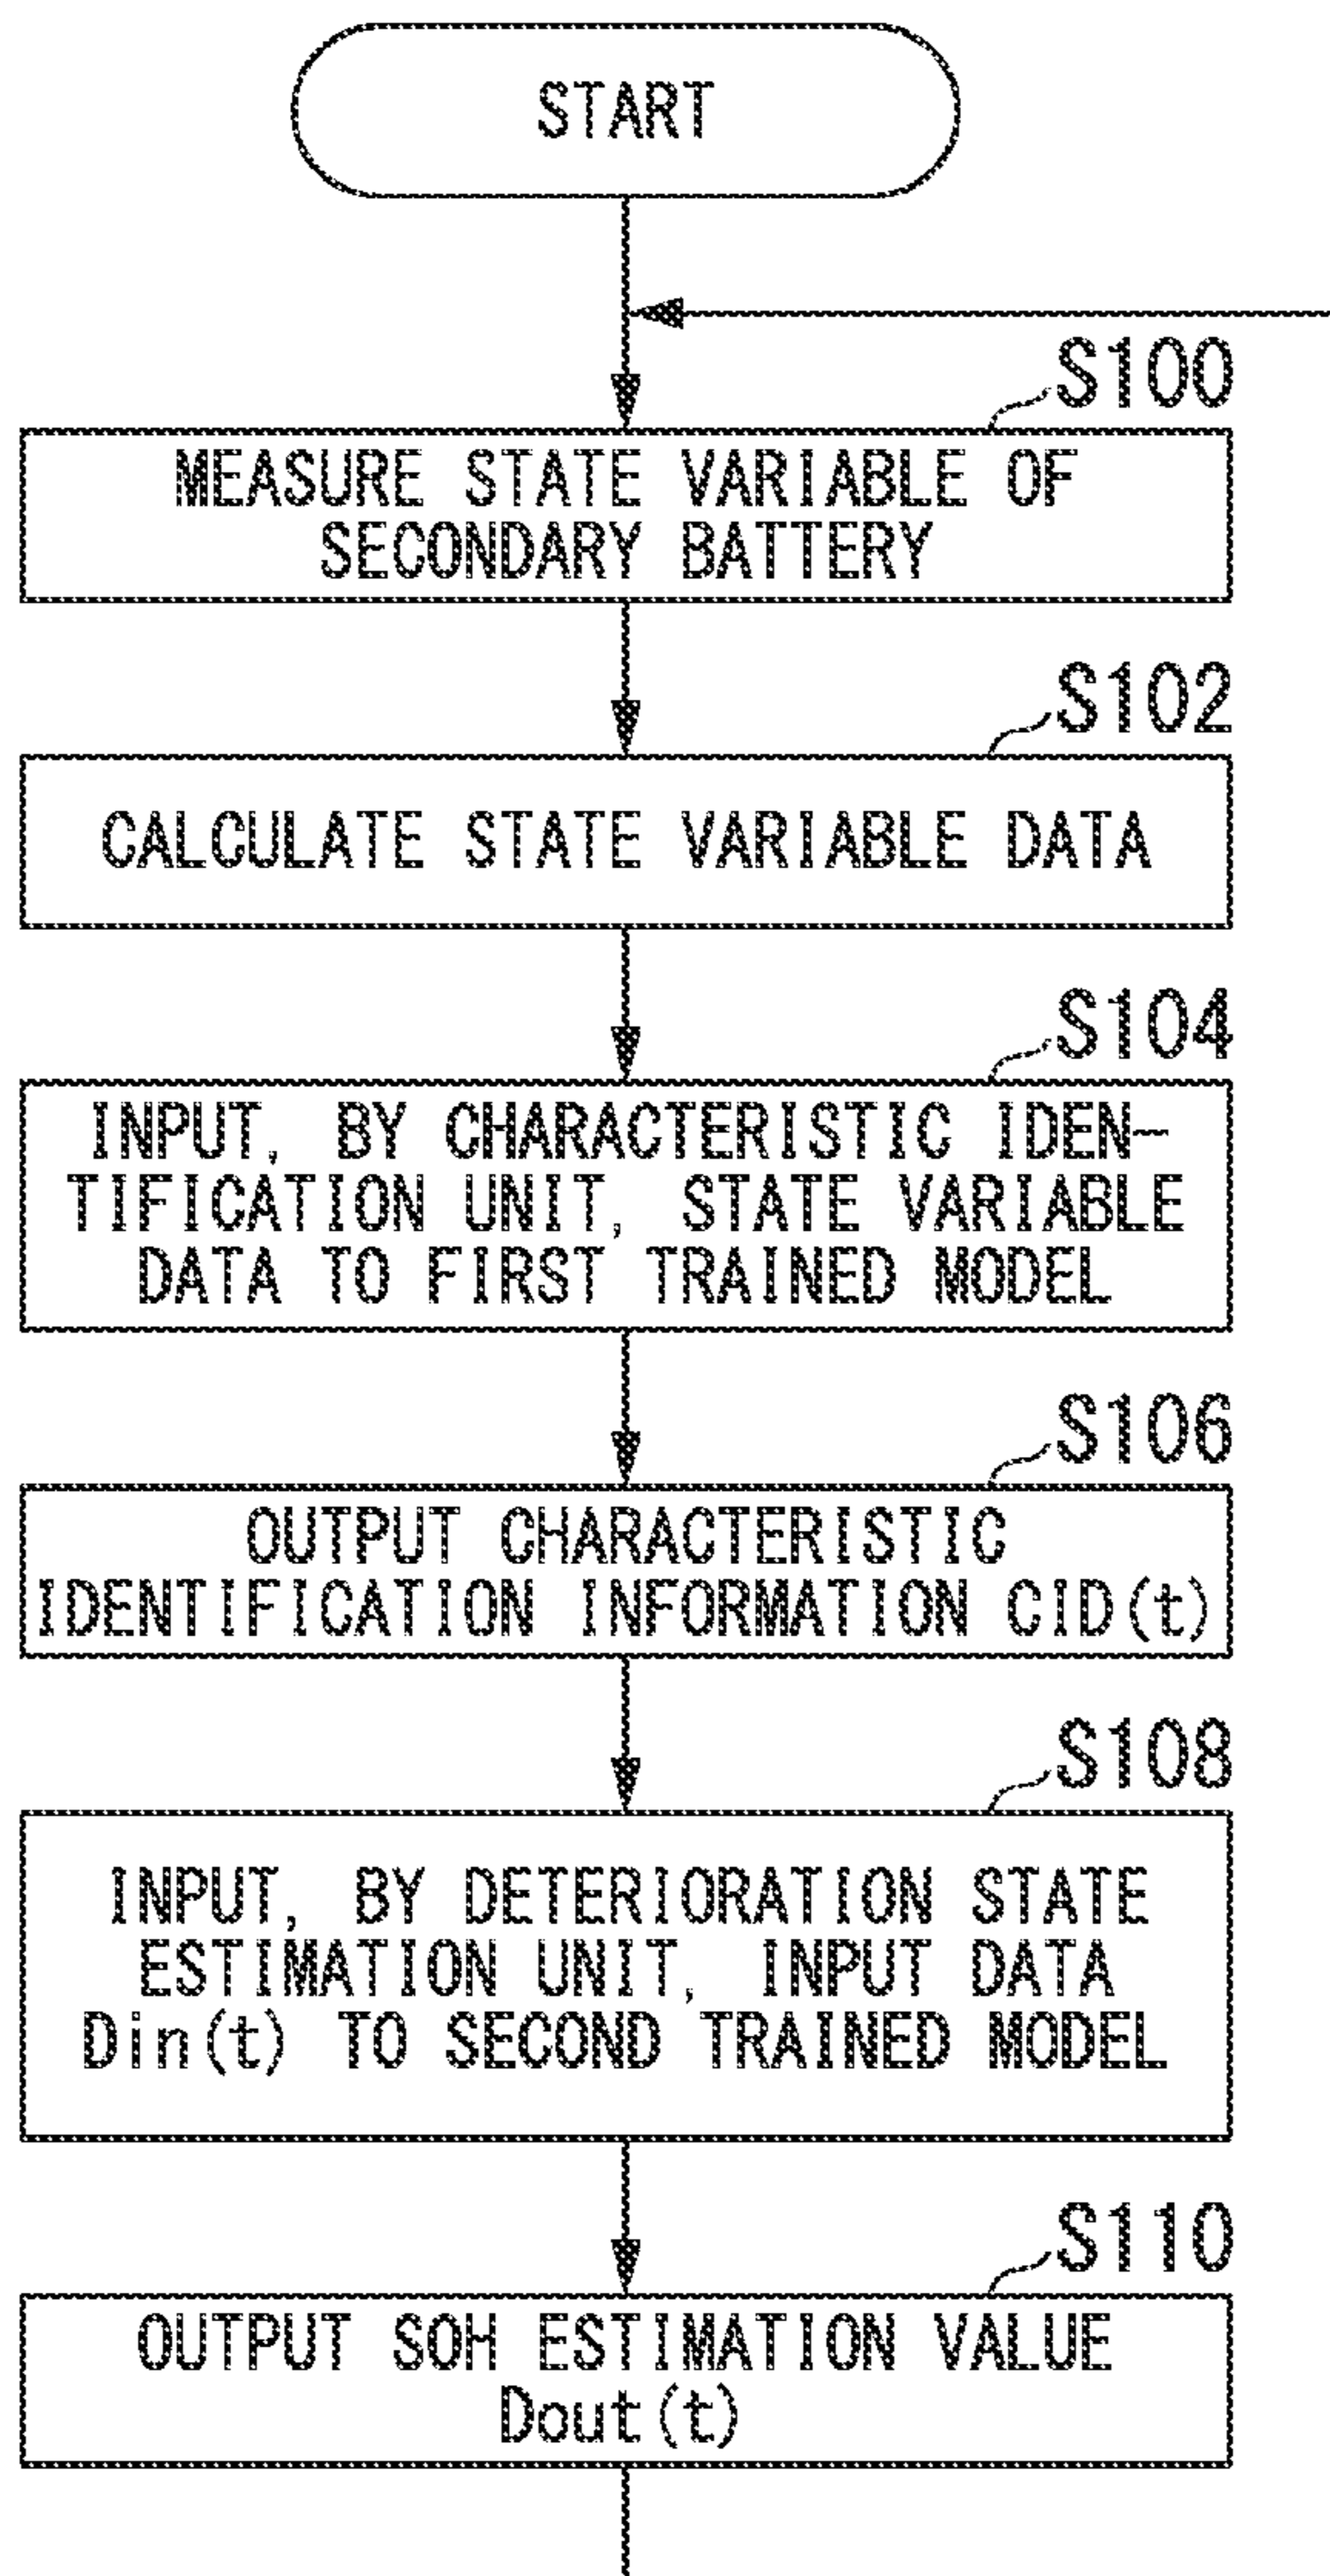 START
S100
MEASURE STATE VARIABLE OF
SECONDARY BATTERY
S102
CALCULATE STATE VARIABLE DATA
S104
INPUT, BY CHARACTERISTIC IDEN-
TIFICATION UNIT, STATE VARIABLE
DATA TO FIRST TRAINED MODEL
S106
OUTPUT CHARACTERISTIC
IDENTIFICATION INFORMATION CID(t)
S108
INPUT, BY DETERIORATION STATE
ESTIMATION UNIT, INPUT DATA
Din(t) TO SECOND TRAINED MODEL
S110
OUTPUT SOH ESTIMATION VALUE
Dout(t)